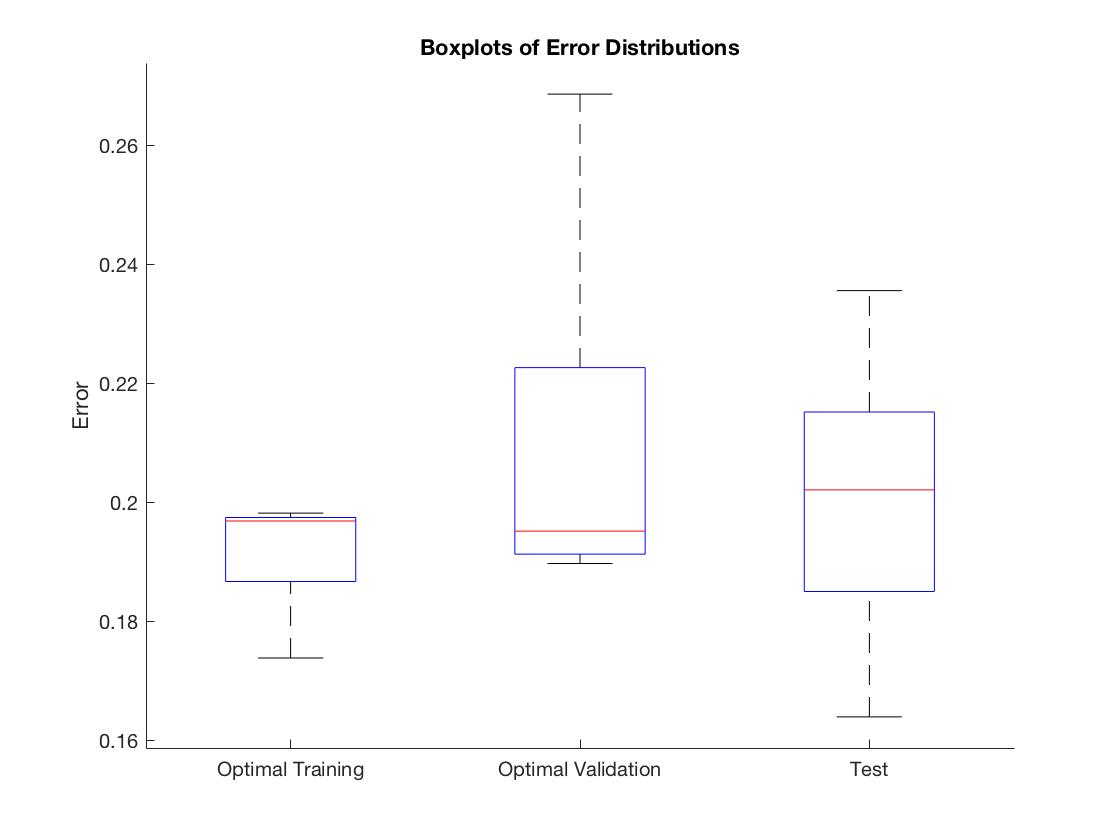 Boxplots of Error Distributions
0.26
0.24
0.22
0.2
0.18
0.16
Error
Optimal Training
Optimal Validation
Test